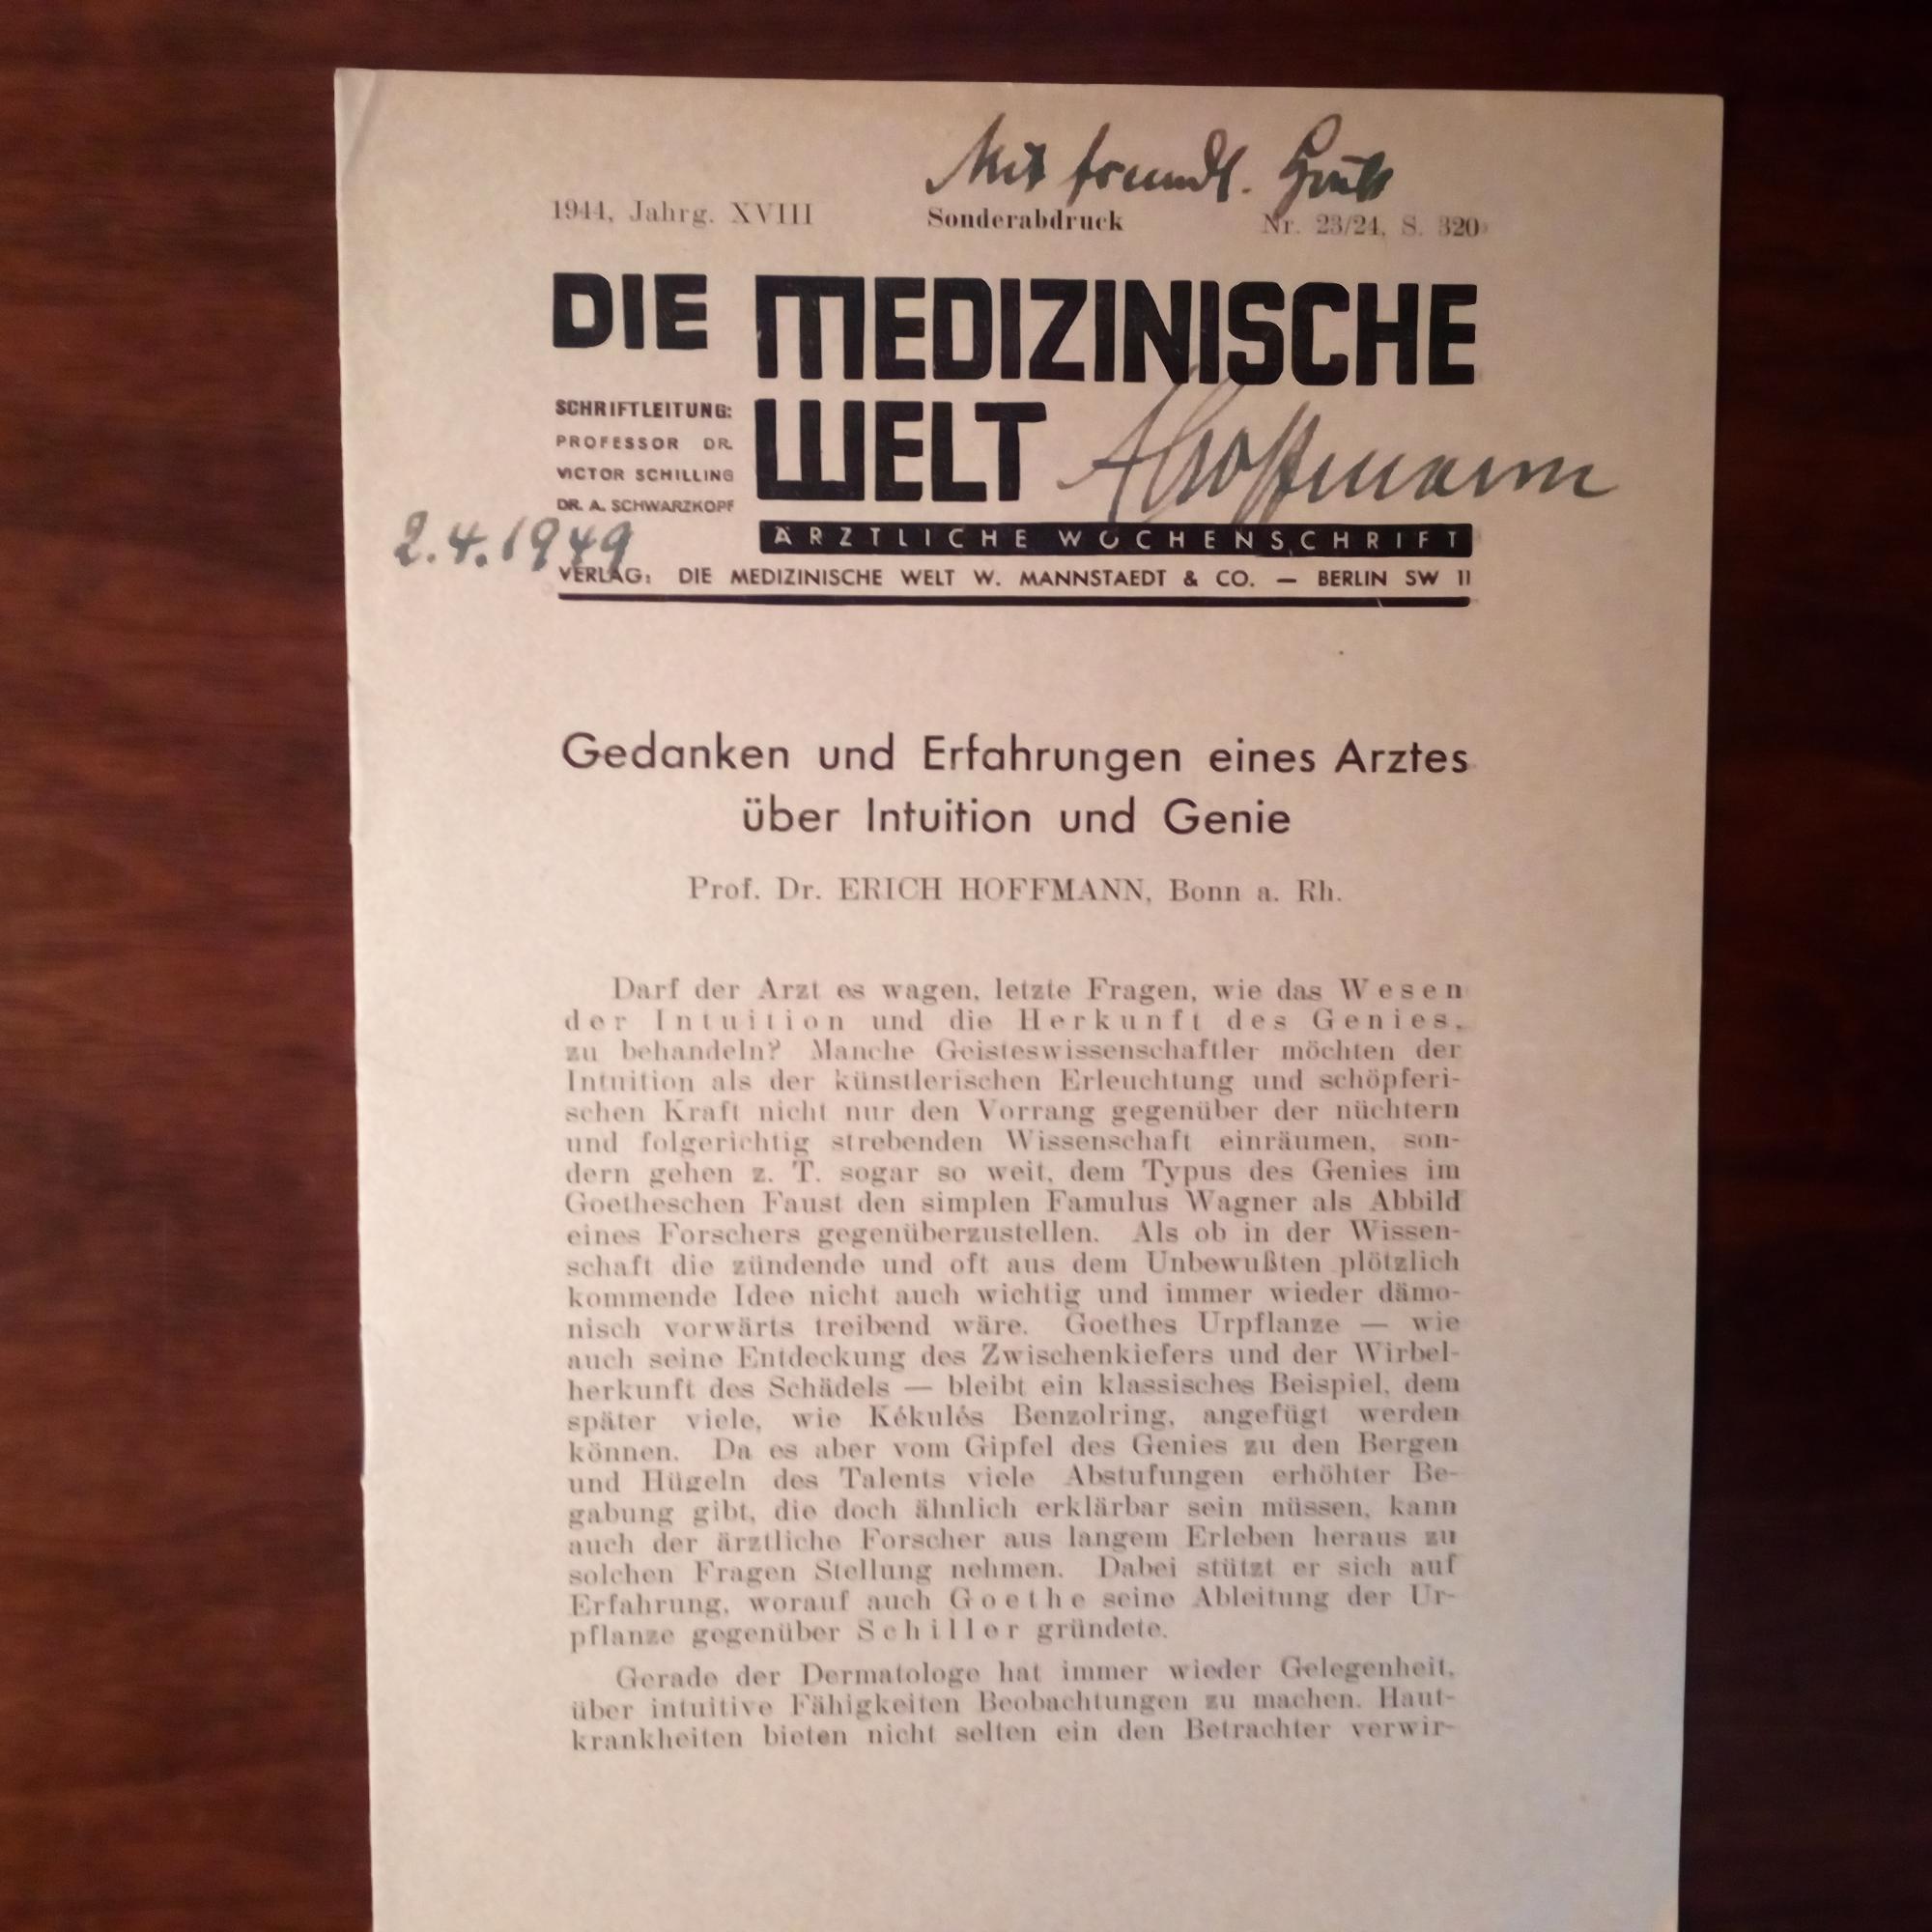 Mit freundl. Gruß
1944, Jahrg. XVIII Sonderabdruck Nr. 23/24, S. 320
DIE MEDIZINISCHE
WELT
SCHRIFTLEITUNG:
PROFESSOR DR.
VICTOR SCHILLING
DR. A. SCHWARZKOPF
Hoffmann
2.4.1949
ÄRZTLICHE WOCHENSCHRIFT
VERLAG: DIE MEDIZINISCHE WELT W. MANNSTAEDT & CO. — BERLIN SW 11
Gedanken und Erfahrungen eines Arztes
über Intuition und Genie
Prof. Dr. ERICH HOFFMANN, Bonn a. Rh.
Darf der Arzt es wagen, letzte Fragen, wie das Wesen
der Intuition und die Herkunft des Genies,
zu behandeln? Manche Geisteswissenschaftler möchten der
Intuition als der künstlerischen Erleuchtung und schöpferi-
schen Kraft nicht nur den Vorrang gegenüber der nüchtern
und folgerichtig strebenden Wissenschaft einräumen, son-
dern gehen z. T. sogar so weit, dem Typus des Genies im
Goetheschen Faust den simplen Famulus Wagner als Abbild
eines Forschers gegenüberzustellen. Als ob in der Wissen-
schaft die zündende und oft aus dem Unbewußten plötzlich
kommende Idee nicht auch wichtig und immer wieder dämo-
nisch vorwärts treibend wäre. Goethes Urpflanze — wie
auch seine Entdeckung des Zwischenkiefers und der Wirbel-
herkunft des Schädels — bleibt ein klassisches Beispiel, dem
später viele, wie Kékulés Benzolring, angefügt werden
können. Da es aber vom Gipfel des Genies zu den Bergen
und Hügeln des Talents viele Abstufungen erhöhter Be-
gabung gibt, die doch ähnlich erklärbar sein müssen, kann
auch der ärztliche Forscher aus langem Erleben heraus zu
solchen Fragen Stellung nehmen. Dabei stützt er sich auf
Erfahrung, worauf auch Goethe seine Ableitung der Ur-
pflanze gegenüber Schiller gründete.
Gerade der Dermatologe hat immer wieder Gelegenheit,
über intuitive Fähigkeiten Beobachtungen zu machen. Haut-
krankheiten bieten nicht selten ein den Betrachter verwir-